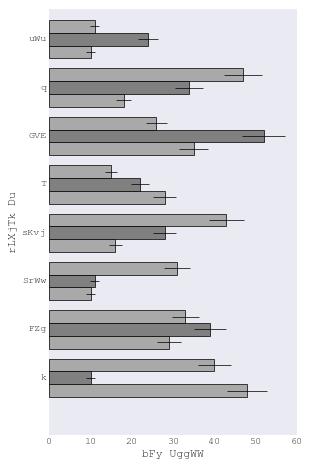 uWu
q
GVE
T
sKvj
SrWw
FZg
k
rLXjTk Du
0 10 20 30 40 50 60
bFy UggWW